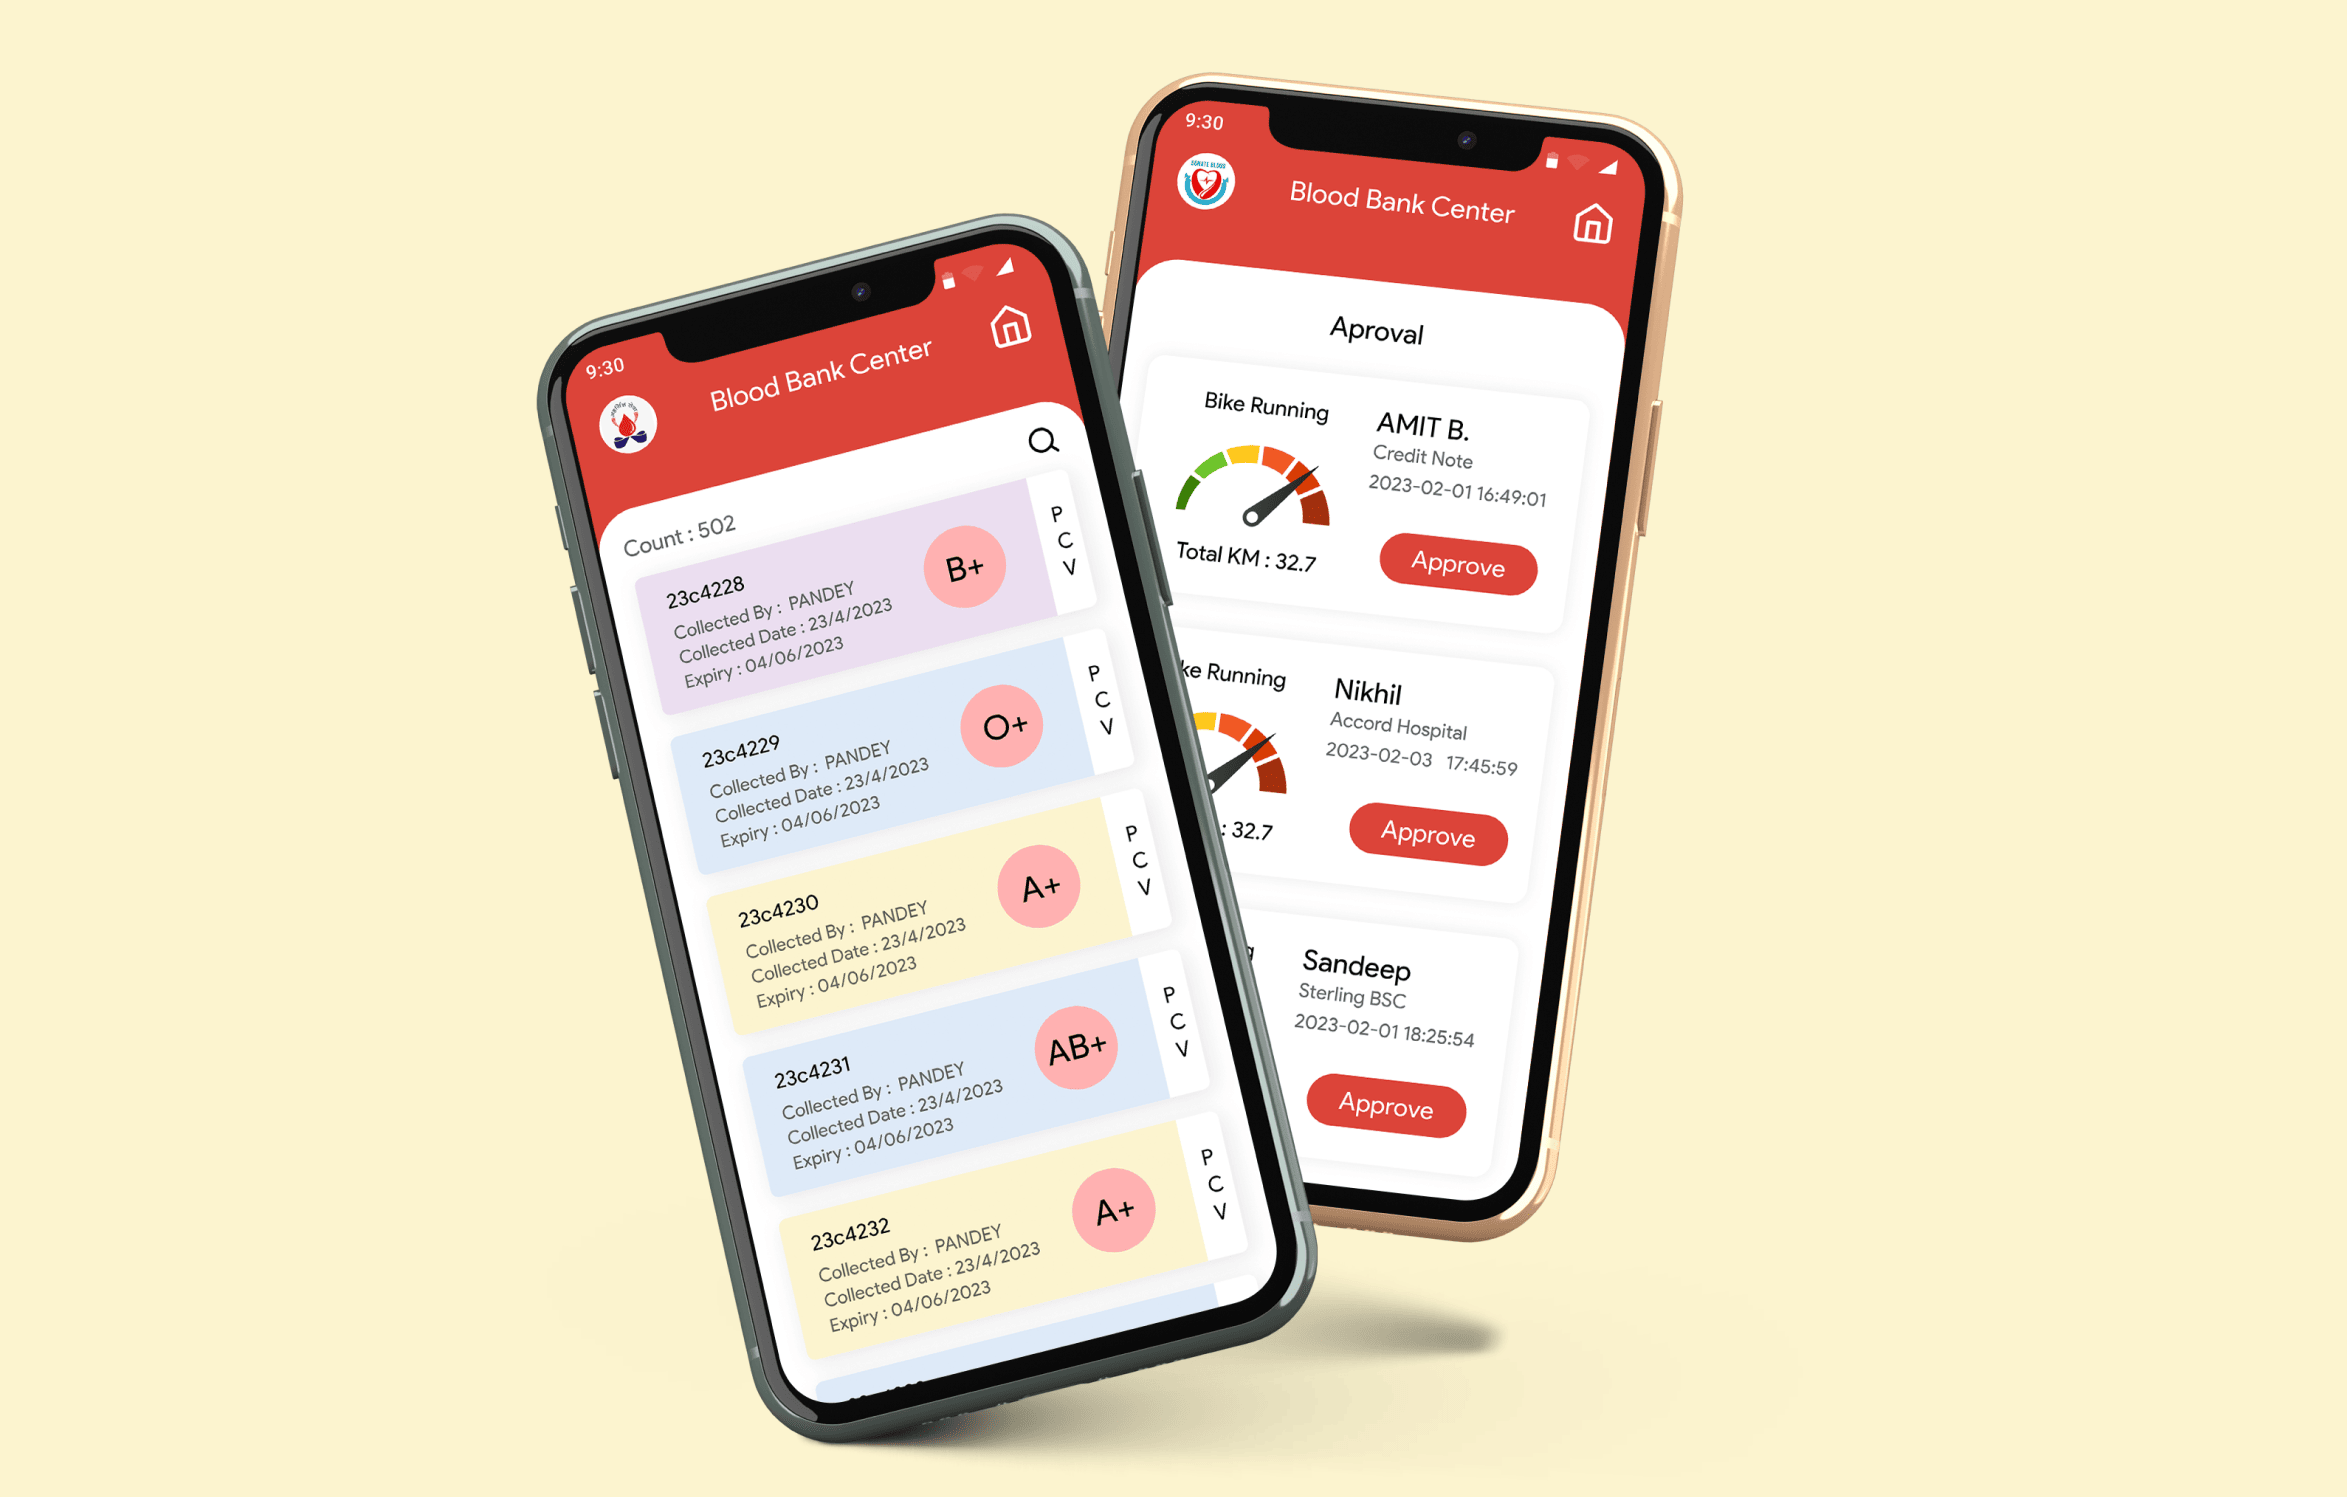 9:30
Blood Bank Center
Count : 502
23c4228
Collected By : PANDEY
Collected Date : 23/4/2023
Expiry : 04/06/2023
B+
P
C
V
23c4229
Collected By : PANDEY
Collected Date : 23/4/2023
Expiry : 04/06/2023
O+
P
C
V
23c4230
Collected By : PANDEY
Collected Date : 23/4/2023
Expiry : 04/06/2023
A+
P
C
V
23c4231
Collected By : PANDEY
Collected Date : 23/4/2023
Expiry : 04/06/2023
AB+
P
C
V
23c4232
Collected By : PANDEY
Collected Date : 23/4/2023
Expiry : 04/06/2023
A+
P
C
V
9:30
DONATE BLOOD
Blood Bank Center
Aproval
Bike Running
Total KM : 32.7
AMIT B.
Credit Note
2023-02-01 16:49:01
Approve
ke Running
: 32.7
Nikhil
Accord Hospital
2023-02-03 17:45:59
Approve
g
Sandeep
Sterling BSC
2023-02-01 18:25:54
Approve